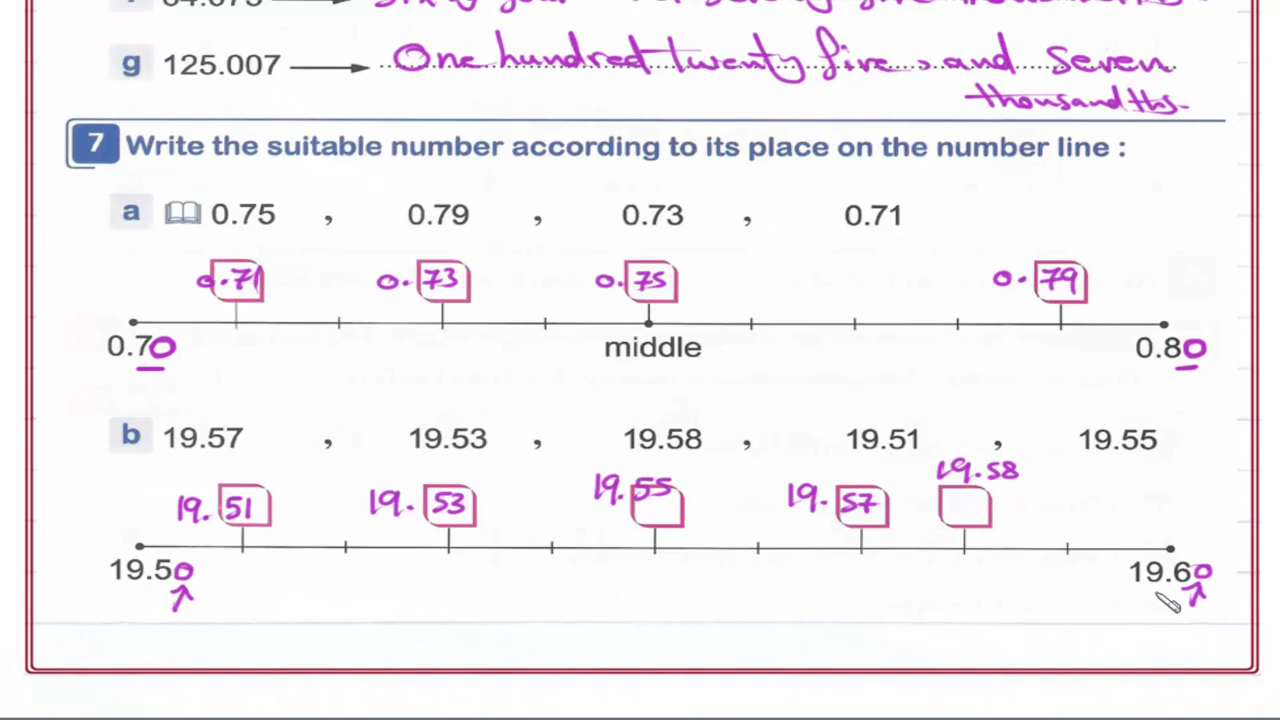 g 125.007 One hundred twenty five, and seven
thousandths.
7 Write the suitable number according to its place on the number line :
a 0.75 , 0.79 , 0.73 , 0.71
0.71 0.73 0.75 0.79
0.70 middle 0.80
b 19.57 , 19.53 , 19.58 , 19.51 , 19.55
19.58
19.51 19.53 19.55 19.57
19.50 19.60